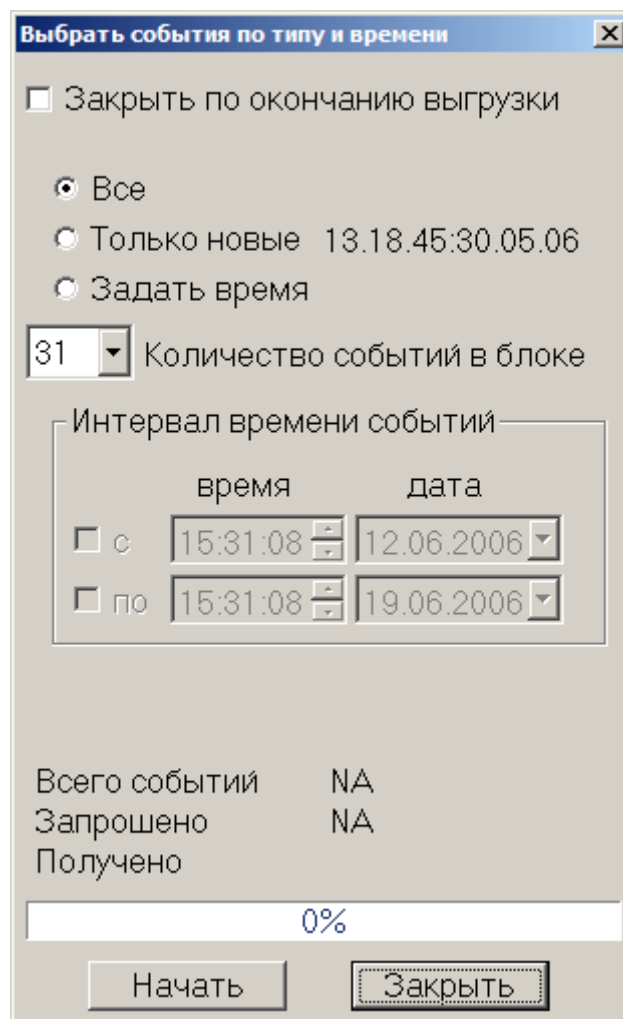 Выбрать события по типу и времени
Закрыть по окончанию выгрузки
Все
Только новые 13.18.45:30.05.06
Задать время
31 Количество событий в блоке
Интервал времени событий
время дата
с 15:31:08 12.06.2006
по 15:31:08 19.06.2006
Всего событий NA
Запрошено NA
Получено
0%
Начать Закрыть